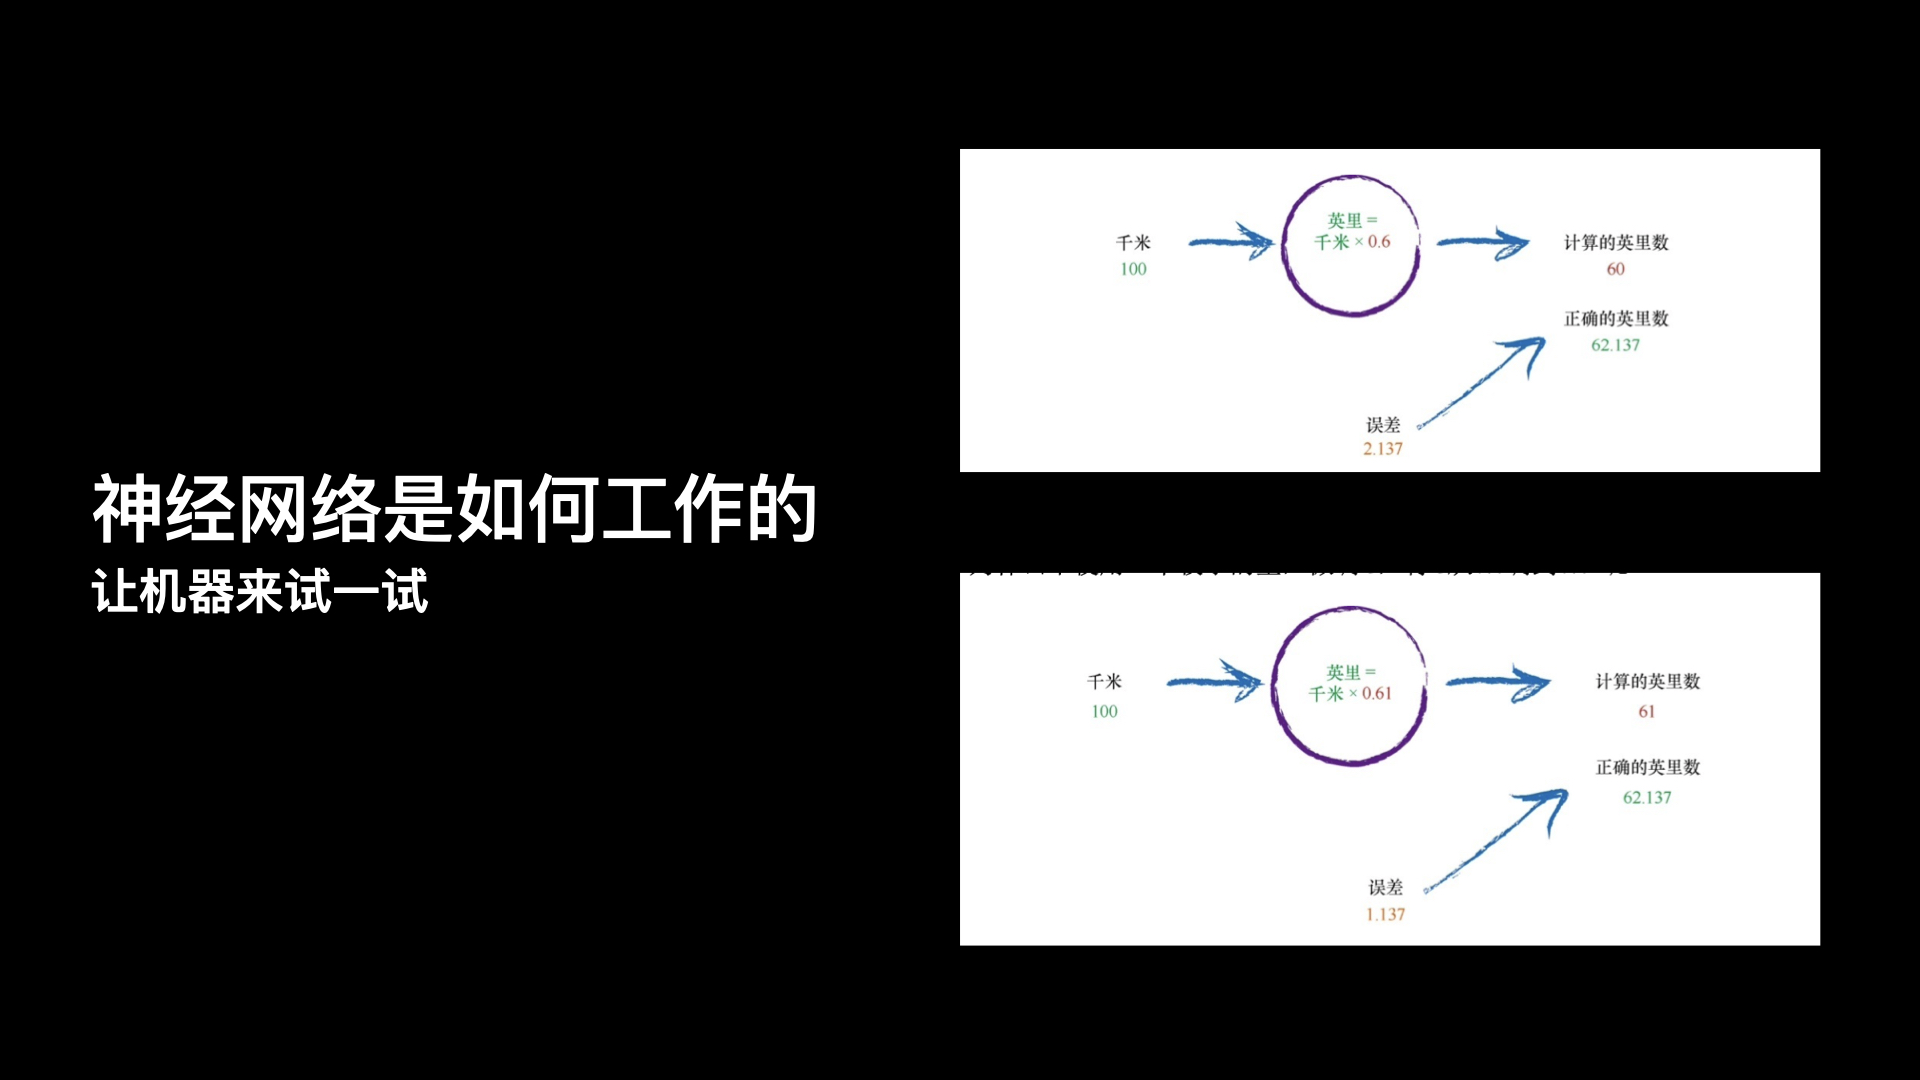 神经网络是如何工作的
让机器来试一试
千米
100
英里 =
千米 × 0.6
计算的英里数
60
正确的英里数
62.137
误差
2.137
千米
100
英里 =
千米 × 0.61
计算的英里数
61
正确的英里数
62.137
误差
1.137